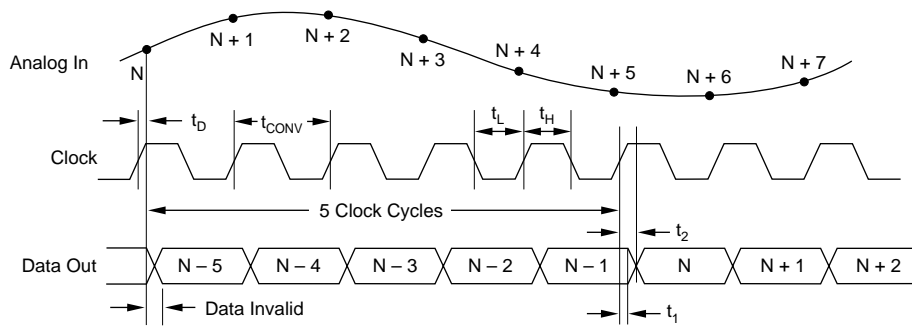 Analog In
N
N + 1
N + 2
N + 3
N + 4
N + 5
N + 6
N + 7
Clock
t_D
t_CONV
t_L
t_H
5 Clock Cycles
t_2
Data Out
N – 5
N – 4
N – 3
N – 2
N – 1
N
N + 1
N + 2
Data Invalid
t_1